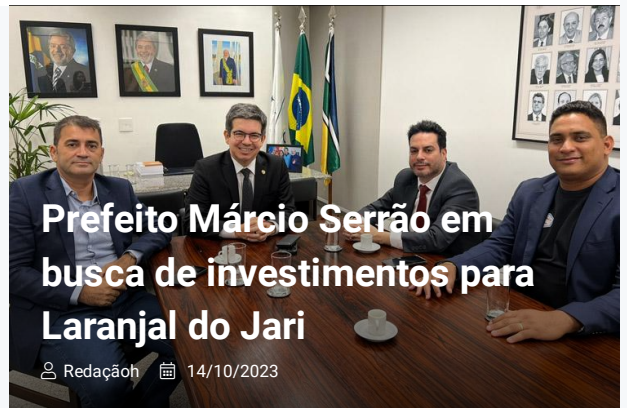 Prefeito Márcio Serrão em
busca de investimentos para
Laranjal do Jari
Redaçãoh 14/10/2023